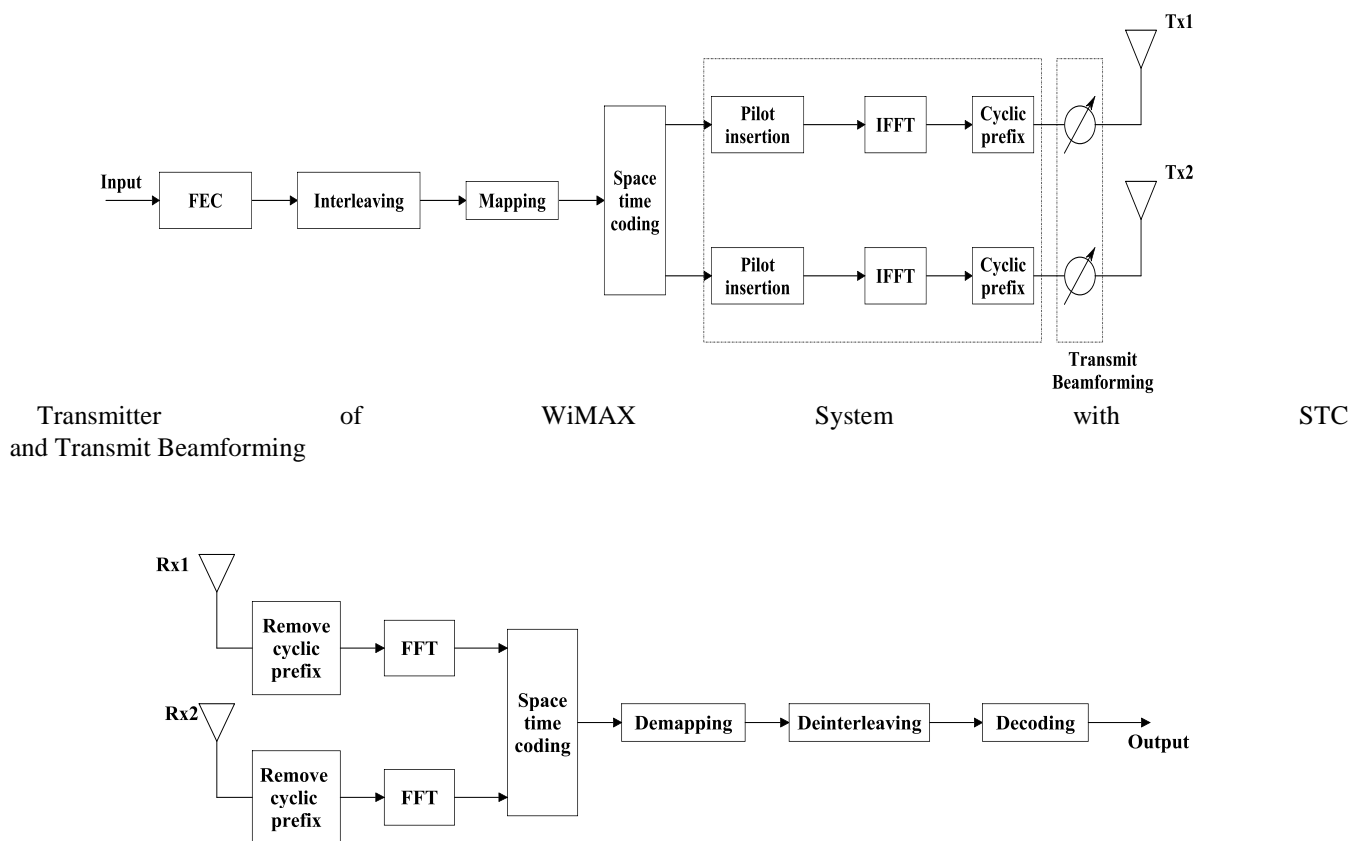 Tx1
Pilot
insertion
IFFT
Cyclic
prefix
Tx2
Input
FEC
Interleaving
Mapping
Space
time
coding
Pilot
insertion
IFFT
Cyclic
prefix
Transmit
Beamforming
Transmitter of WiMAX System with STC
and Transmit Beamforming
Rx1
Remove
cyclic
prefix
FFT
Rx2
Space
time
coding
Demapping
Deinterleaving
Decoding
Output
Remove
cyclic
prefix
FFT